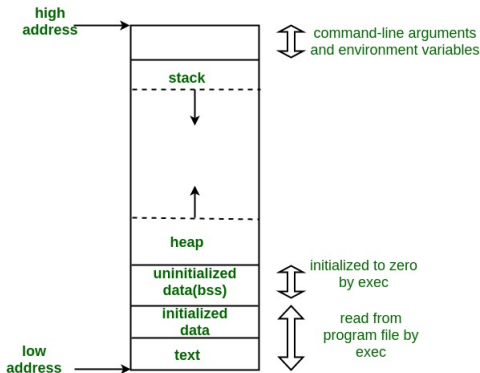 high
address
command-line arguments
and environment variables
stack
heap
uninitialized
data(bss)
initialized to zero
by exec
initialized
data
read from
program file by
exec
low
address
text